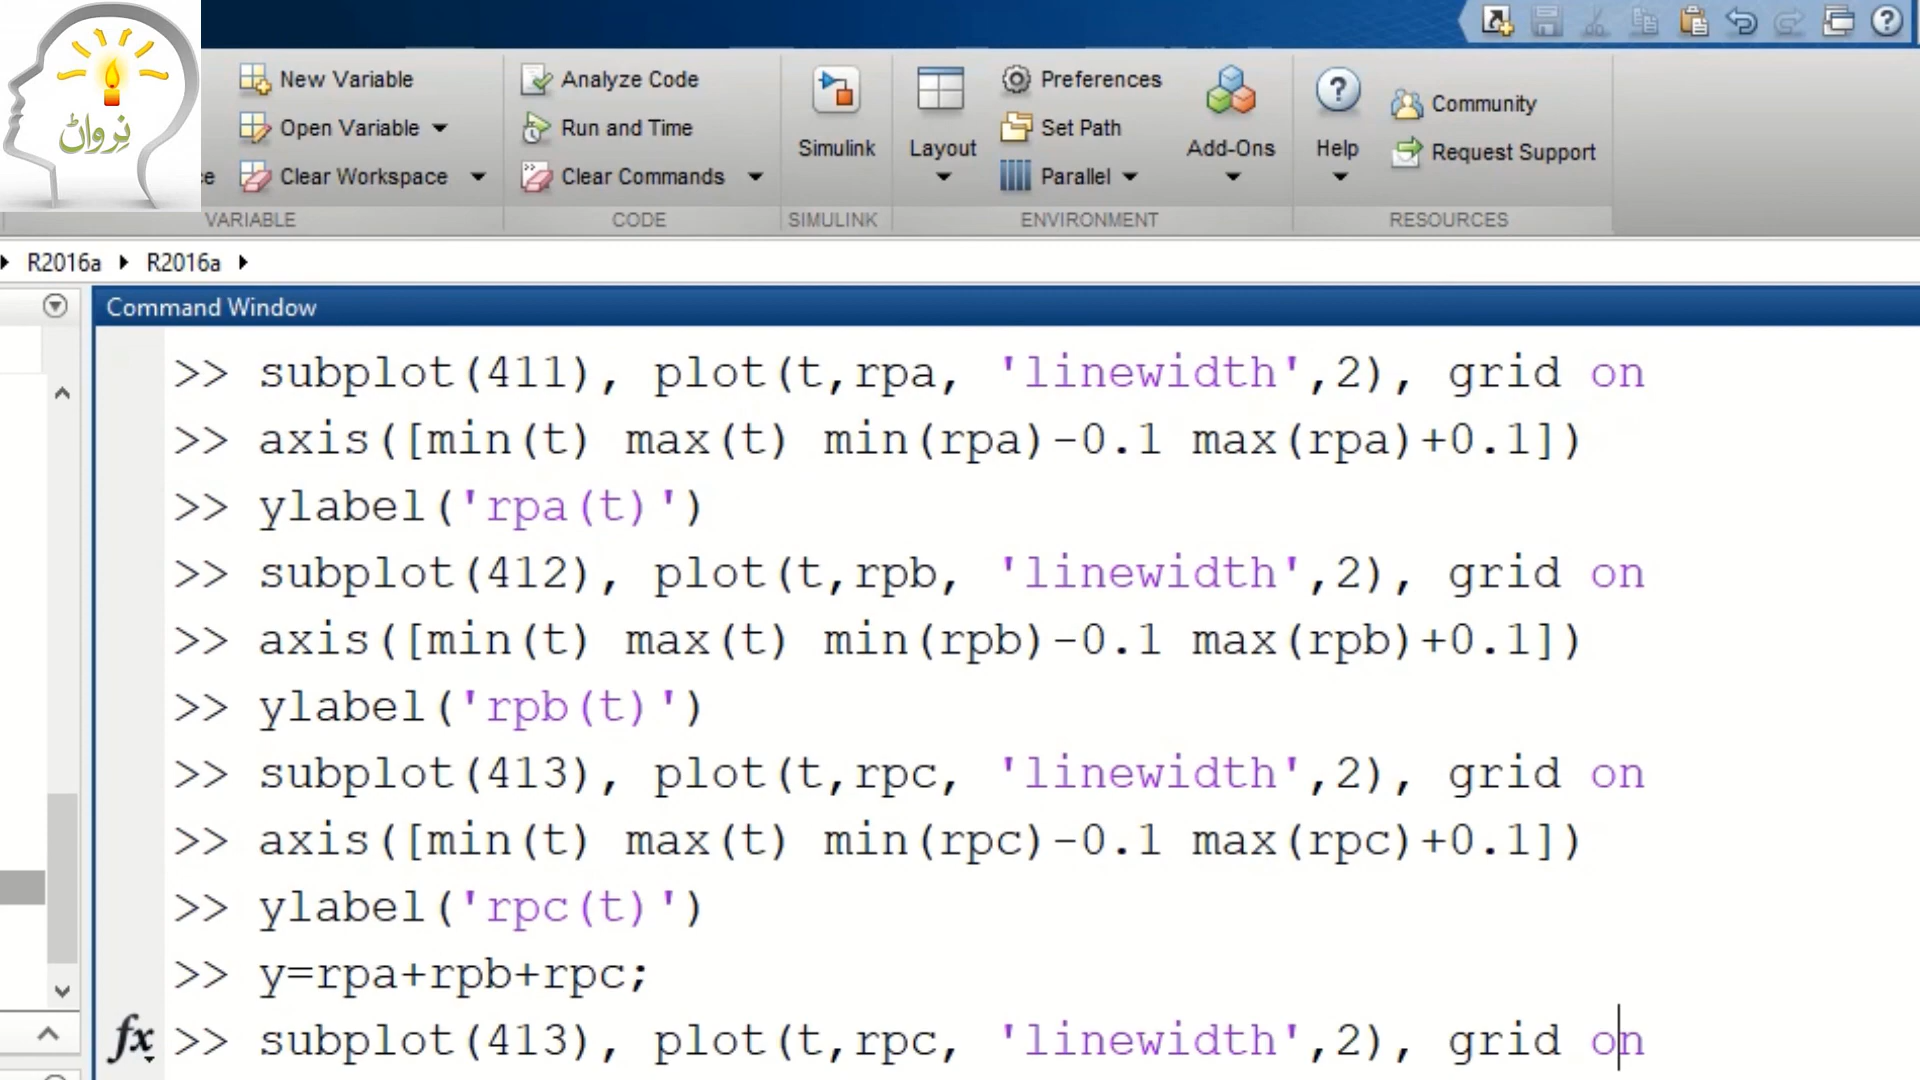 نِروان
New Variable
Open Variable
Clear Workspace
VARIABLE
Analyze Code
Run and Time
Clear Commands
CODE
Simulink
SIMULINK
Layout
Preferences
Set Path
Parallel
Add-Ons
ENVIRONMENT
Help
Community
Request Support
RESOURCES
R2016a R2016a
Command Window
>> subplot(411), plot(t,rpa, 'linewidth',2), grid on
>> axis([min(t) max(t) min(rpa)-0.1 max(rpa)+0.1])
>> ylabel('rpa(t)')
>> subplot(412), plot(t,rpb, 'linewidth',2), grid on
>> axis([min(t) max(t) min(rpb)-0.1 max(rpb)+0.1])
>> ylabel('rpb(t)')
>> subplot(413), plot(t,rpc, 'linewidth',2), grid on
>> axis([min(t) max(t) min(rpc)-0.1 max(rpc)+0.1])
>> ylabel('rpc(t)')
>> y=rpa+rpb+rpc;
fx >> subplot(413), plot(t,rpc, 'linewidth',2), grid on